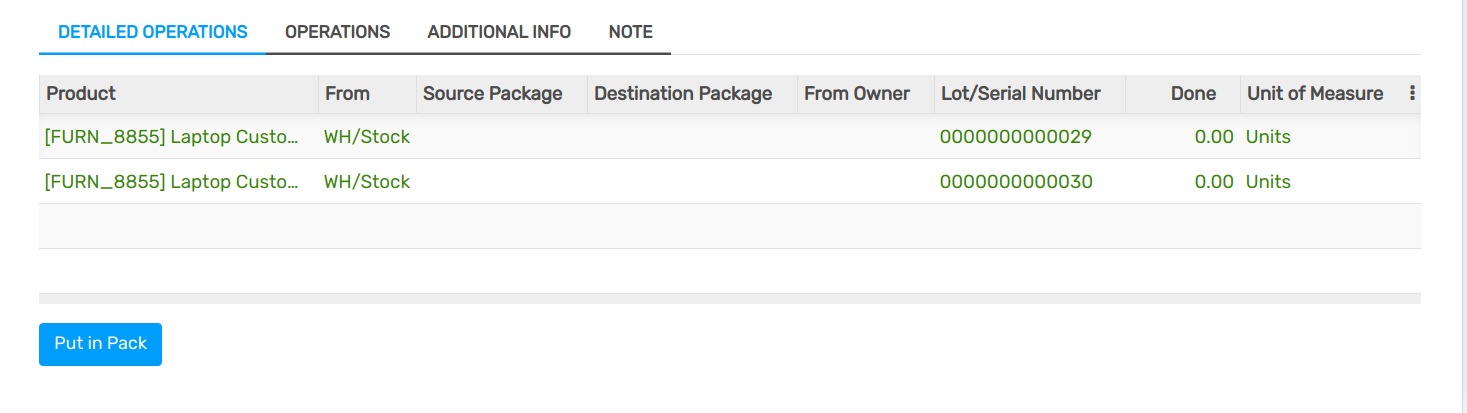 DETAILED OPERATIONS OPERATIONS ADDITIONAL INFO NOTE
Product From Source Package Destination Package From Owner Lot/Serial Number Done Unit of Measure
[FURN_8855] Laptop Custo... WH/Stock 0000000000029 0.00 Units
[FURN_8855] Laptop Custo... WH/Stock 0000000000030 0.00 Units
Put in Pack